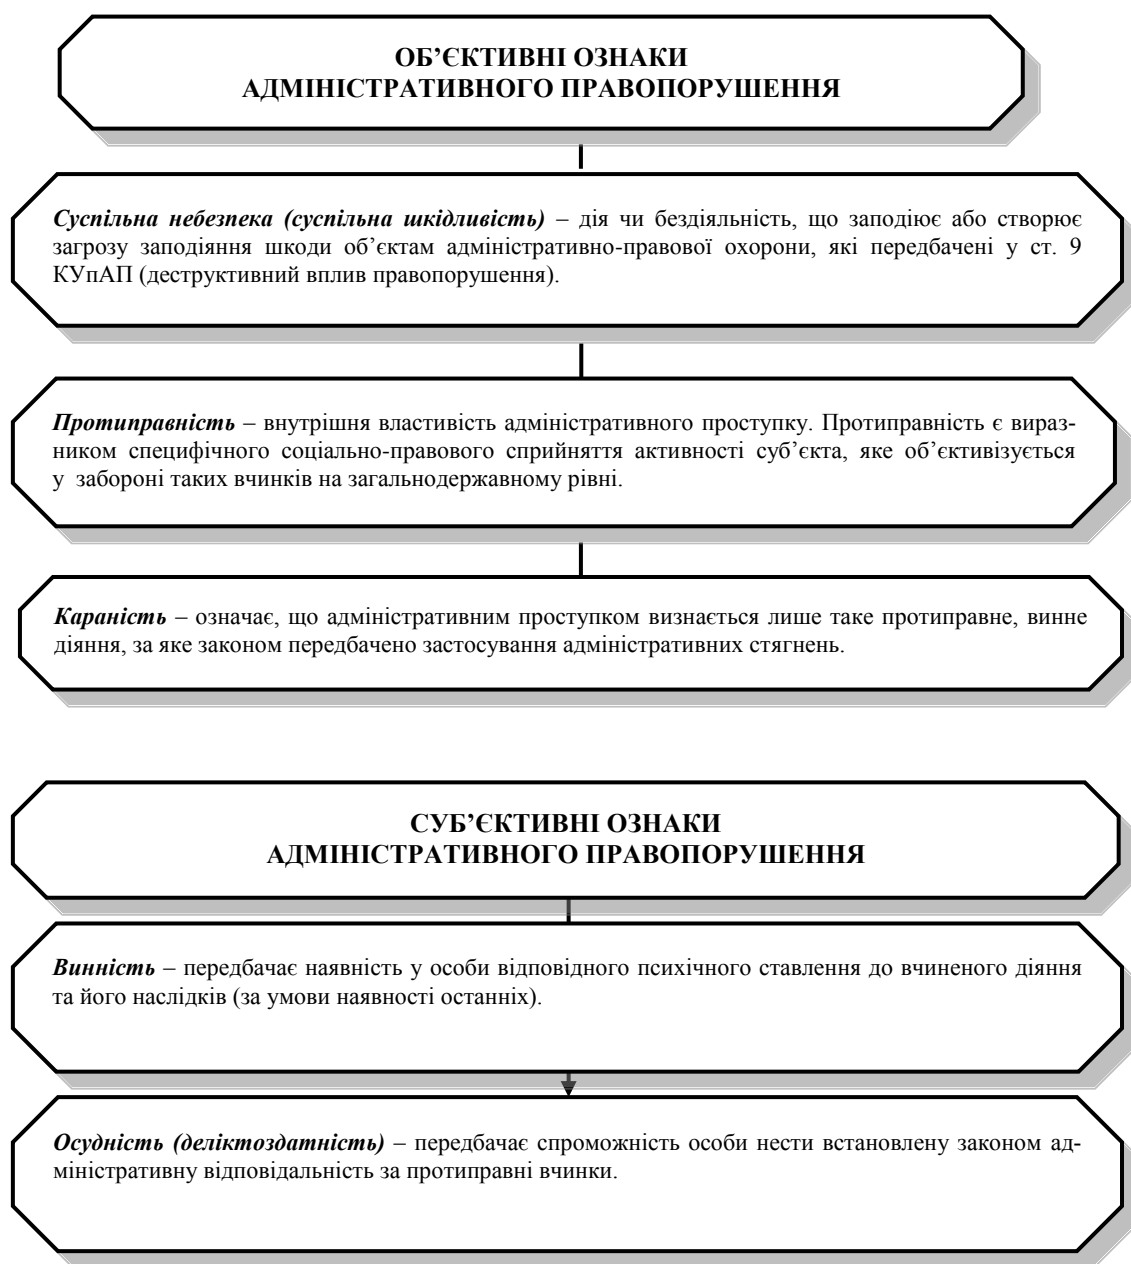 ОБ’ЄКТИВНІ ОЗНАКИ
АДМІНІСТРАТИВНОГО ПРАВОПОРУШЕННЯ
Суспільна небезпека (суспільна шкідливість) – дія чи бездіяльність, що заподіює або створює
загрозу заподіяння шкоди об’єктам адміністративно-правової охорони, які передбачені у ст. 9
КУпАП (деструктивний вплив правопорушення).
Протиправність – внутрішня властивість адміністративного проступку. Протиправність є вираз-
ником специфічного соціально-правового сприйняття активності суб’єкта, яке об’єктивізується
у забороні таких вчинків на загальнодержавному рівні.
Караність – означає, що адміністративним проступком визнається лише таке протиправне, винне
діяння, за яке законом передбачено застосування адміністративних стягнень.
СУБ’ЄКТИВНІ ОЗНАКИ
АДМІНІСТРАТИВНОГО ПРАВОПОРУШЕННЯ
Винність – передбачає наявність у особи відповідного психічного ставлення до вчиненого діяння
та його наслідків (за умови наявності останніх).
Осудність (деліктоздатність) – передбачає спроможність особи нести встановлену законом ад-
міністративну відповідальність за протиправні вчинки.